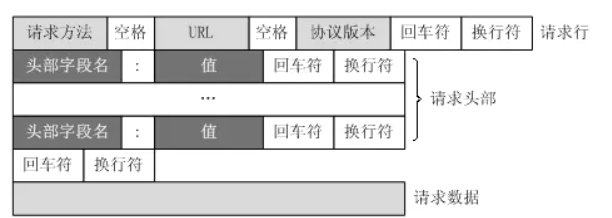 请求方法 空格 URL 空格 协议版本 回车符 换行符 请求行
头部字段名 : 值 回车符 换行符
... 请求头部
头部字段名 : 值 回车符 换行符
回车符 换行符
请求数据